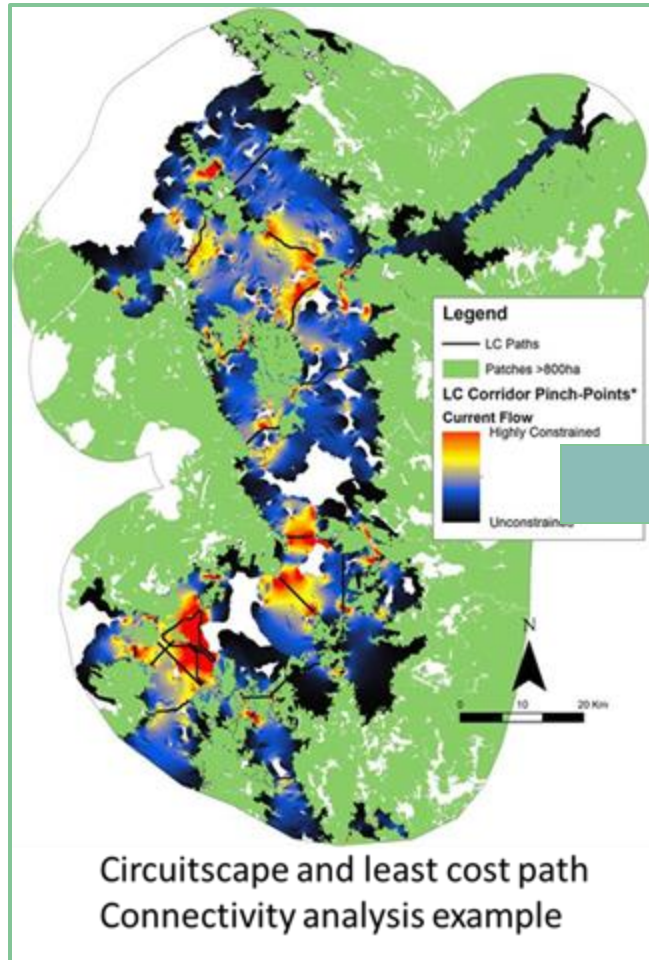 Legend
LC Paths
Patches >800ha
LC Corridor Pinch-Points*
Current Flow
Highly Constrained
Unconstrained
N
0 10 20 Km
Circuitscape and least cost path
Connectivity analysis example